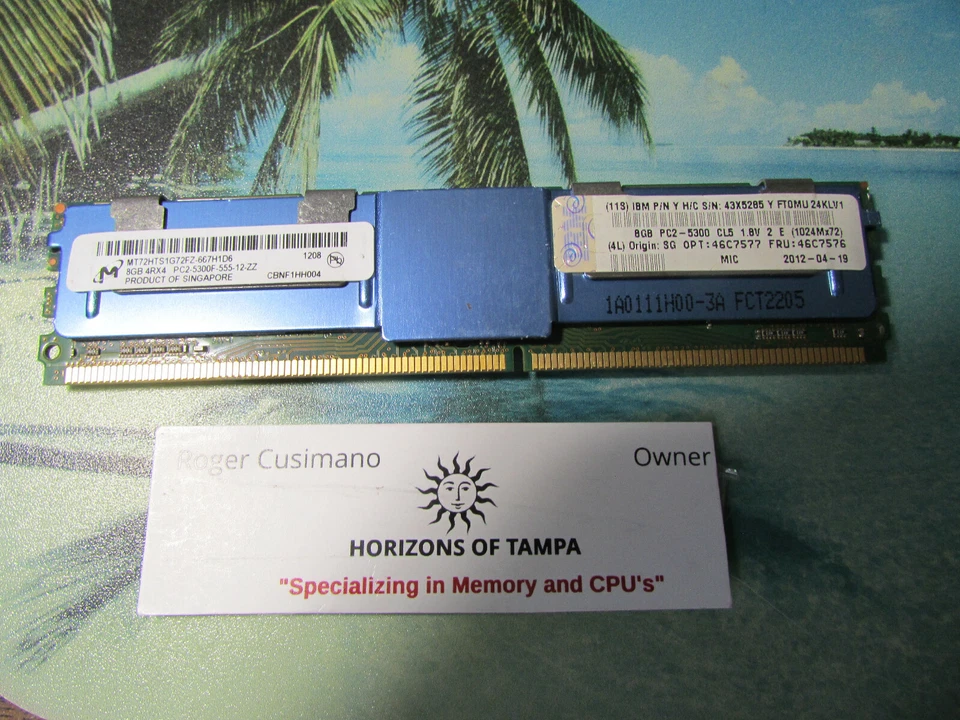 MT72HTS1G72FZ-667H1D6
1208
8GB 4RX4 PC2-5300F-555-12-ZZ
PRODUCT OF SINGAPORE
CBNF1HH004
(11S) IBM P/N Y H/C S/N: 43X5285 Y FT0MU 24KLV1
8GB PC2-5300 CL5 1.8V 2 E (1024Mx72)
(4L) Origin: SG OPT:46C7577 FRU:46C7576
MIC 2012-04-19
1A0111H00-3A FCT2205
Roger Cusimano
Owner
HORIZONS OF TAMPA
"Specializing in Memory and CPU's"